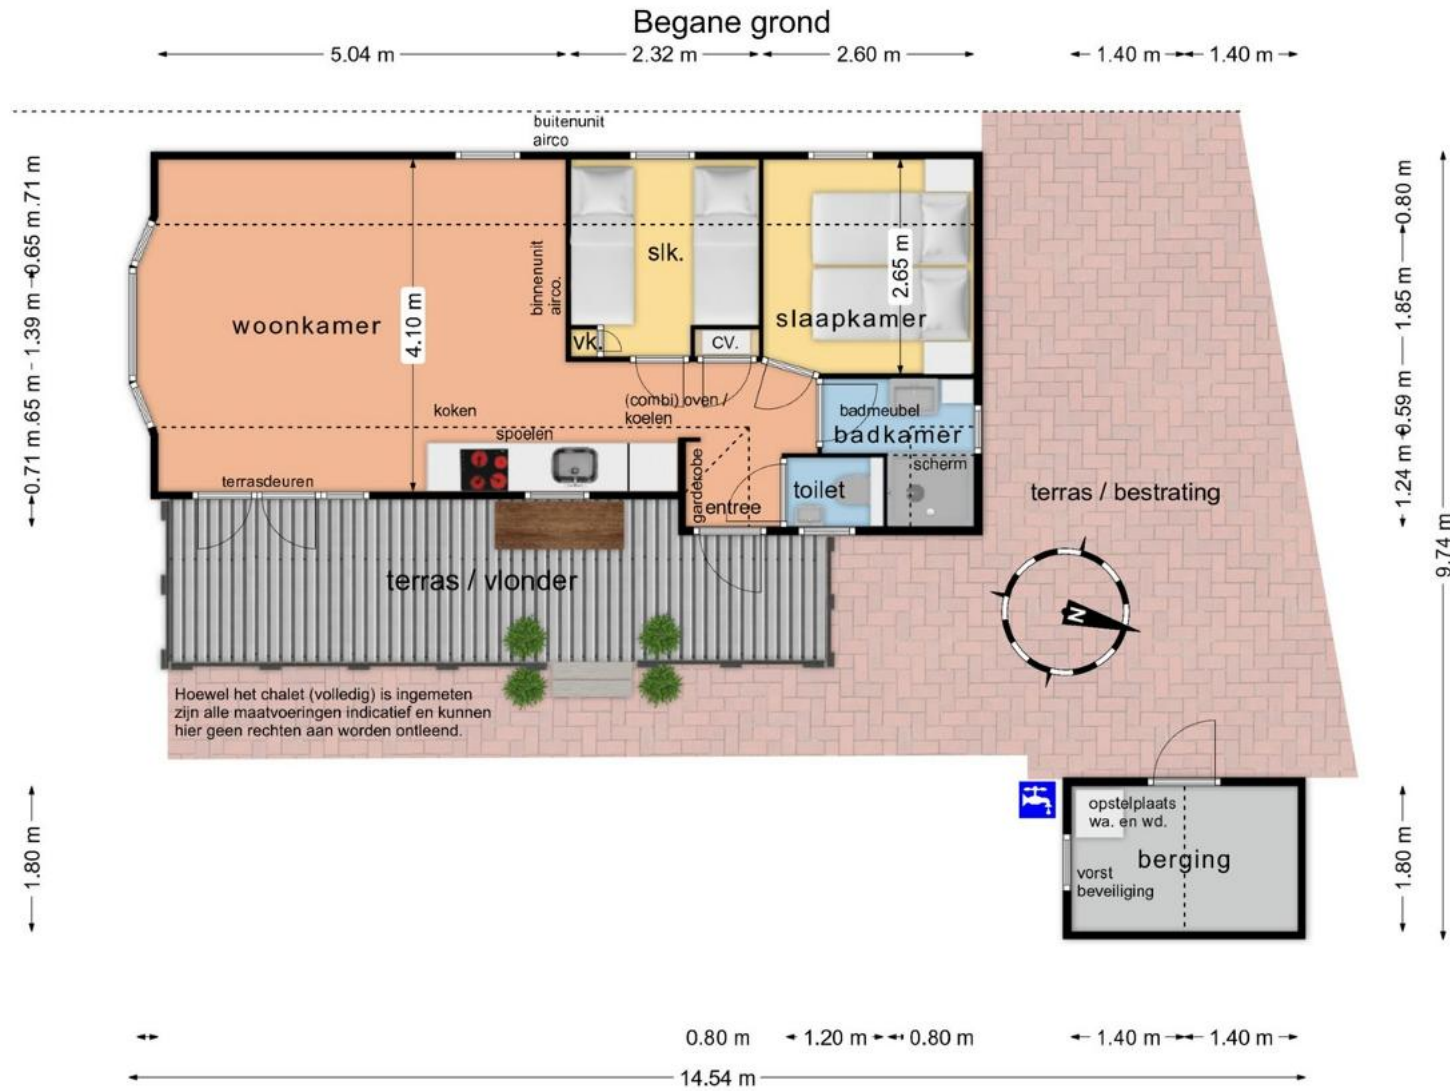 Begane grond
5.04 m
2.32 m
2.60 m
1.40 m
1.40 m
buitenunit
airco
0.71 m .65 m - 1.39 m - 0.65 m .71 m
woonkamer
4.10 m
binnenunit
airco.
slk.
vk.
cv.
slaapkamer
2.65 m
0.80 m
1.85 m
0.59 m
1.24 m
9.74 m
koken
(combi) oven /
koelen
spoelen
badmeubel
badkamer
scherm
terrasdeuren
garderobe
entree
toilet
terras / bestrating
terras / vlonder
N
Hoewel het chalet (volledig) is ingemeten
zijn alle maatvoeringen indicatief en kunnen
hier geen rechten aan worden ontleend.
1.80 m
opstelplaats
wa. en wd.
berging
vorst
beveiliging
1.80 m
0.80 m
1.20 m
0.80 m
1.40 m
1.40 m
14.54 m